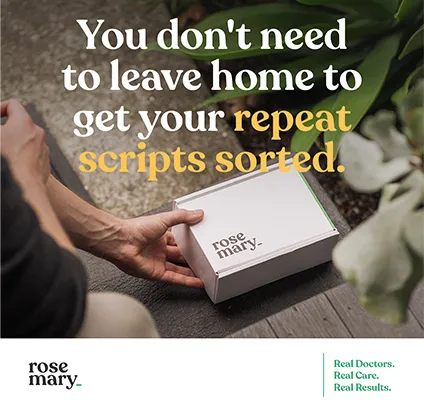 You don't need
to leave home to
get your repeat
scripts sorted.
rose
mary_
rose
mary_
Real Doctors.
Real Care.
Real Results.